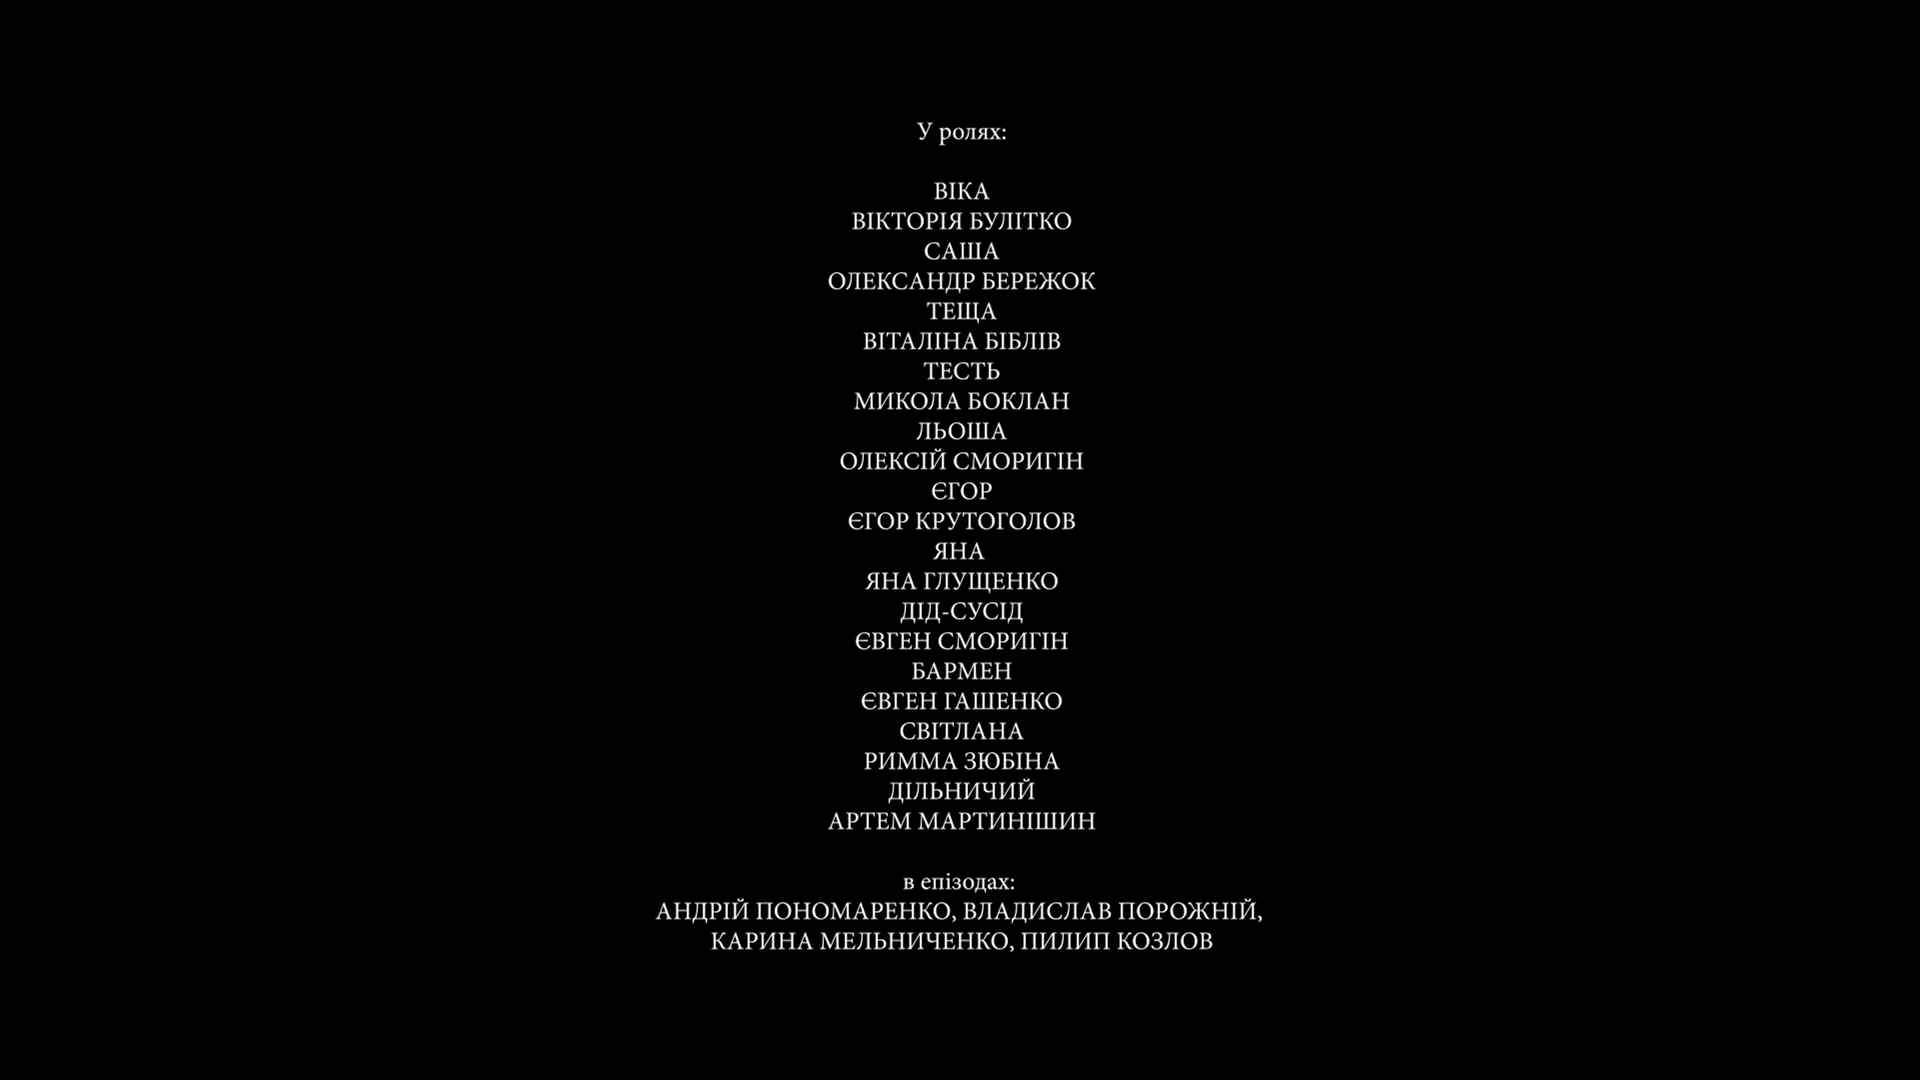 У ролях:
ВІКА
ВІКТОРІЯ БУЛІТКО
САША
ОЛЕКСАНДР БЕРЕЖОК
ТЕЩА
ВІТАЛІНА БІБЛІВ
ТЕСТЬ
МИКОЛА БОКЛАН
ЛЬОША
ОЛЕКСІЙ СМОРИГІН
ЄГОР
ЄГОР КРУТОГОЛОВ
ЯНА
ЯНА ГЛУЩЕНКО
ДІД-СУСІД
ЄВГЕН СМОРИГІН
БАРМЕН
ЄВГЕН ГАШЕНКО
СВІТЛАНА
РИММА ЗЮБІНА
ДІЛЬНИЧИЙ
АРТЕМ МАРТИНІШИН
в епізодах:
АНДРІЙ ПОНОМАРЕНКО, ВЛАДИСЛАВ ПОРОЖНІЙ,
КАРИНА МЕЛЬНИЧЕНКО, ПИЛИП КОЗЛОВ